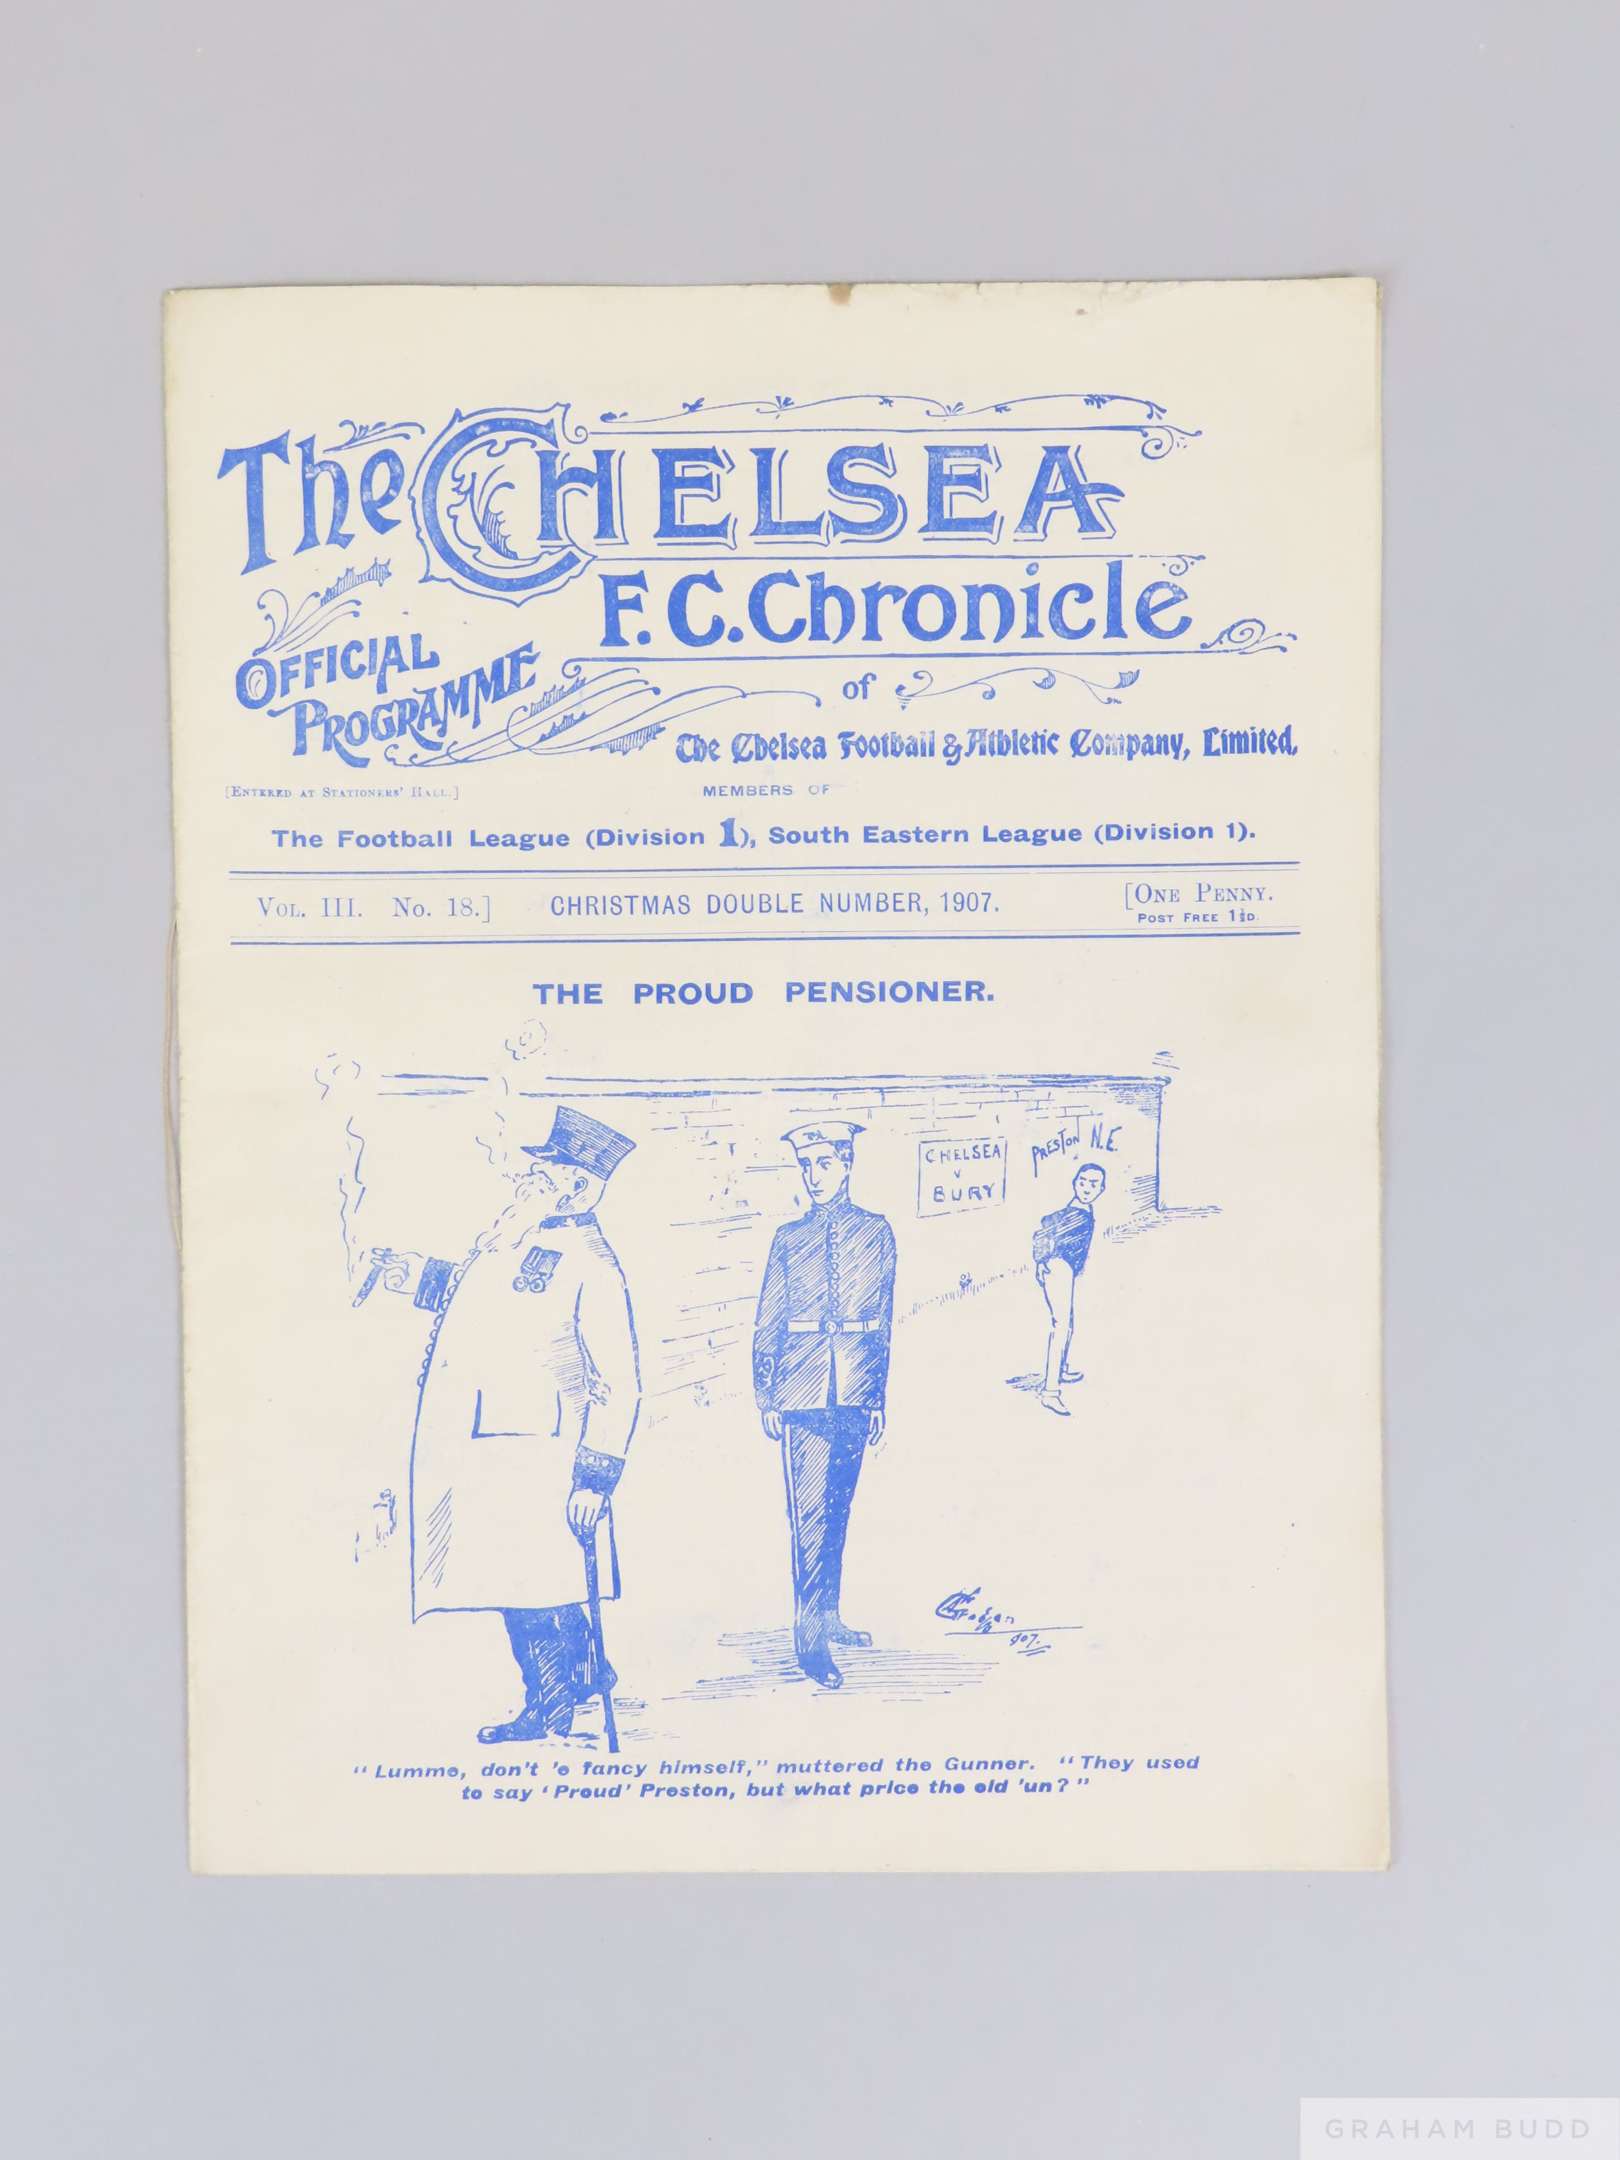 The CHELSEA
F.C. Chronicle
OFFICIAL
PROGRAMME
of
The Chelsea Football & Athletic Company, Limited.
[ENTERED AT STATIONERS' HALL.]
MEMBERS OF
The Football League (Division 1), South Eastern League (Division 1).
VOL. III. NO. 18.] CHRISTMAS DOUBLE NUMBER, 1907. [ONE PENNY.
POST FREE 1½D.
THE PROUD PENSIONER.
CHELSEA
V
BURY
PRESTON N.E.
907.
"Lumme, don't 'e fancy himself," muttered the Gunner. "They used
to say 'Proud' Preston, but what price the old 'un?"
GRAHAM BUDD